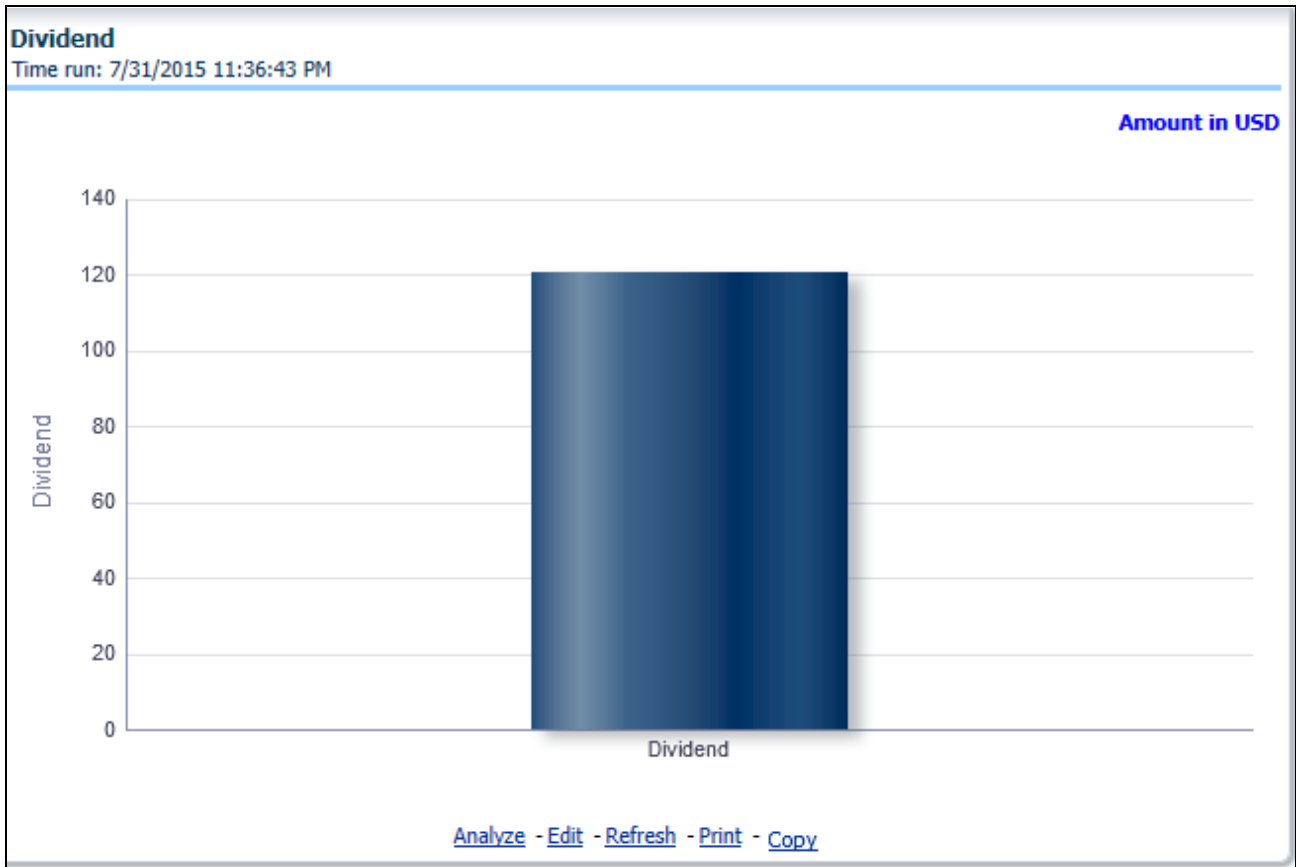 Dividend
Time run: 7/31/2015 11:36:43 PM
Amount in USD
140
120
100
80
60
40
20
0
Dividend
Dividend
Analyze - Edit - Refresh - Print - Copy